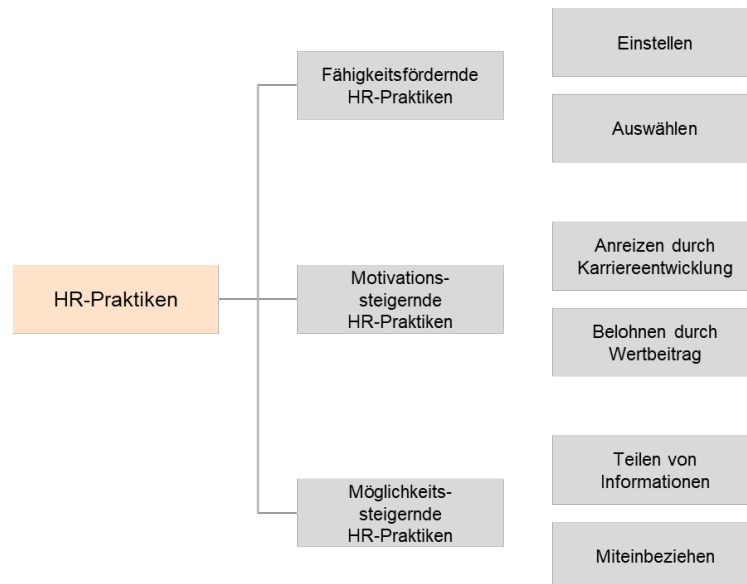 HR-Praktiken
Fähigkeitsfördernde
HR-Praktiken
Einstellen
Auswählen
Motivations-
steigernde
HR-Praktiken
Anreizen durch
Karriereentwicklung
Belohnen durch
Wertbeitrag
Möglichkeits-
steigernde
HR-Praktiken
Teilen von
Informationen
Miteinbeziehen